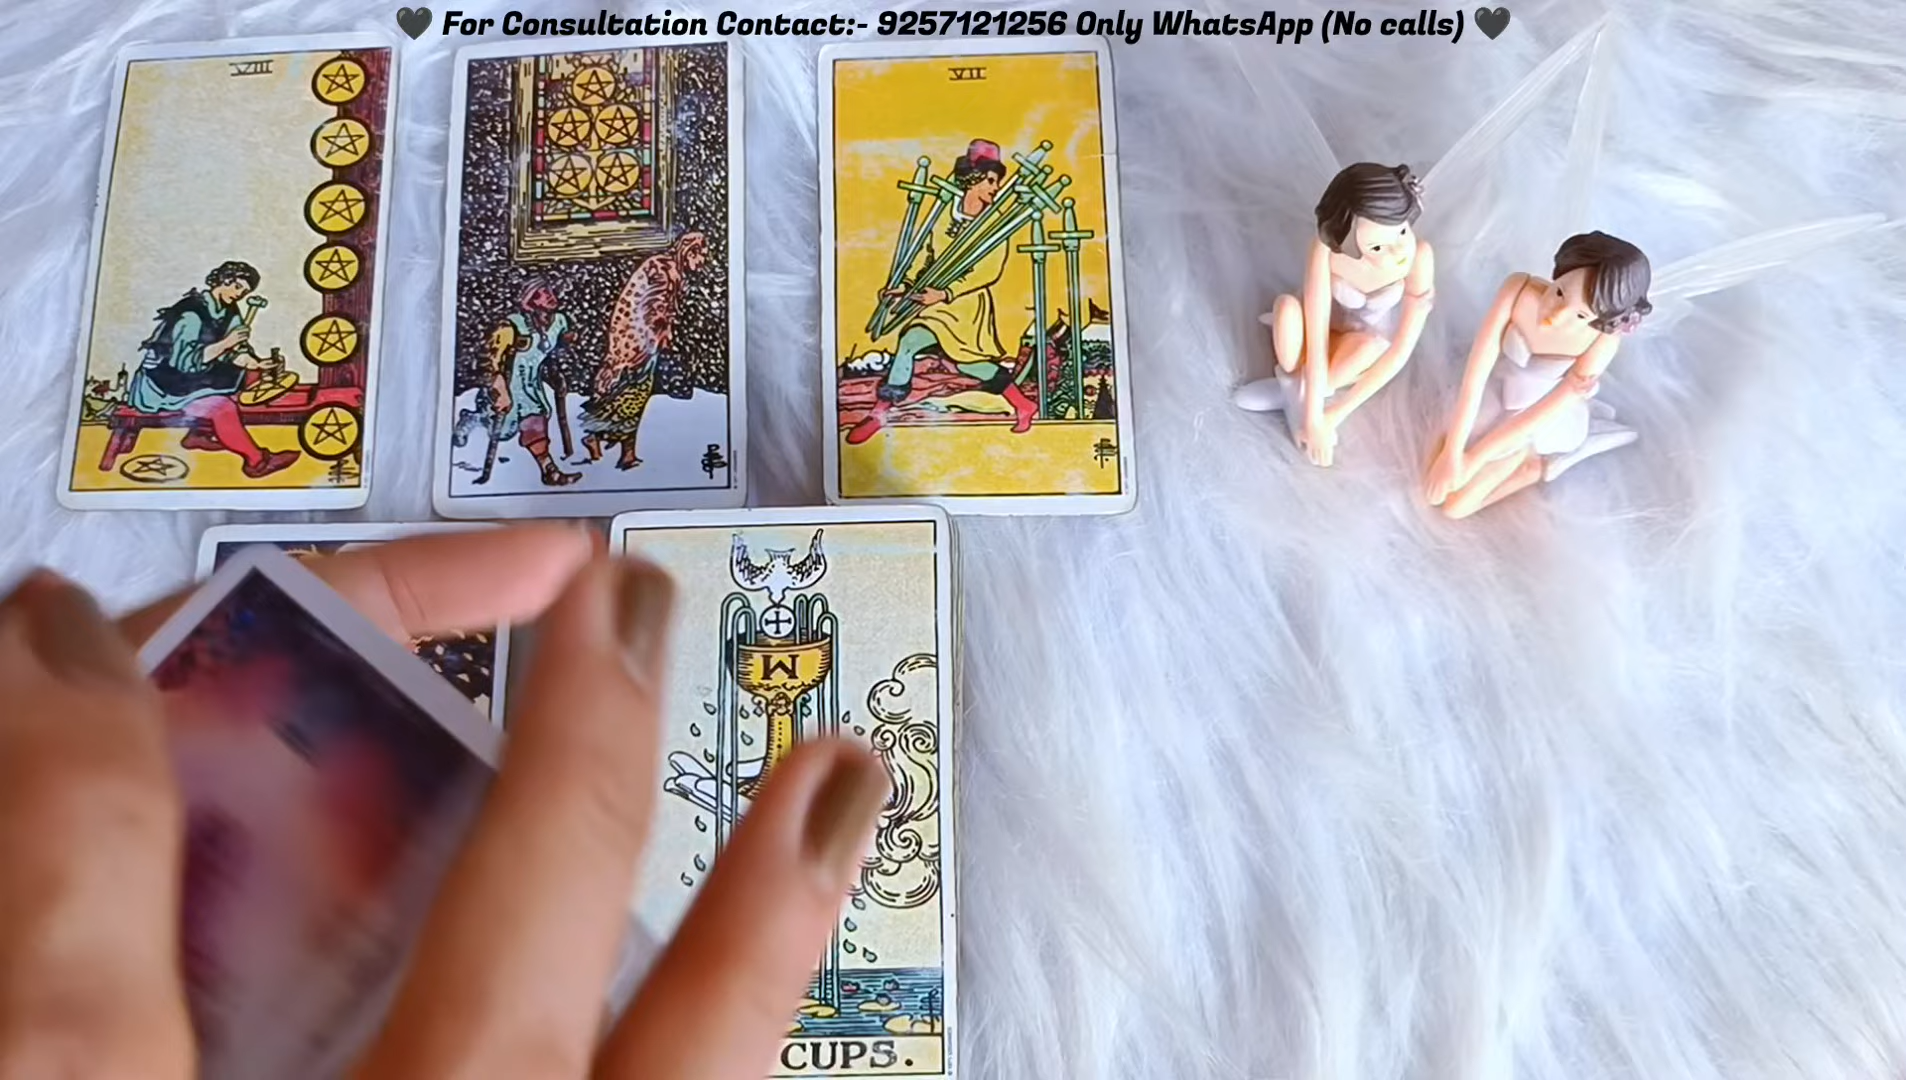 🖤 For Consultation Contact:- 9257121256 Only WhatsApp (No calls) 🖤
VIII
VII
W
CUPS.